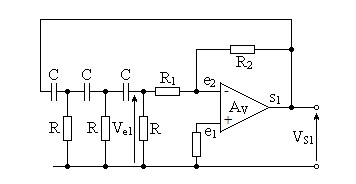 C C C R1 e2 R2
- AV S1
+
R R Ve1 R e1 VS1